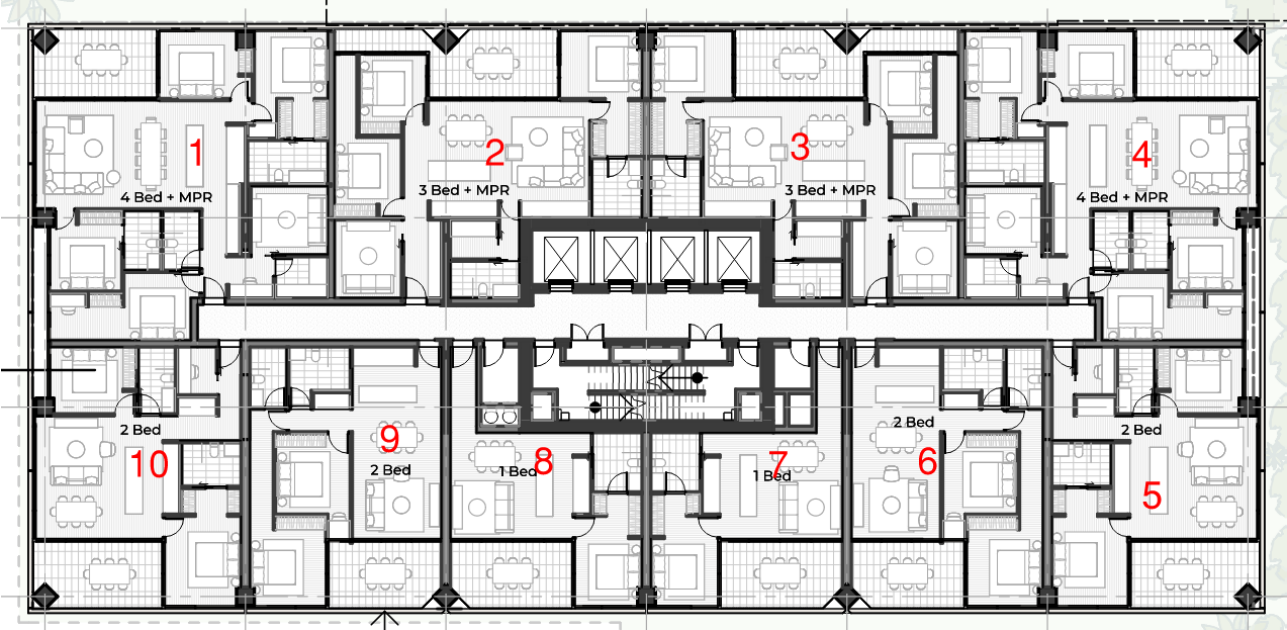 1
4 Bed + MPR
2
3 Bed + MPR
3
3 Bed + MPR
4
4 Bed + MPR
10
2 Bed
9
2 Bed
8
1 Bed
7
1 Bed
6
2 Bed
5
2 Bed